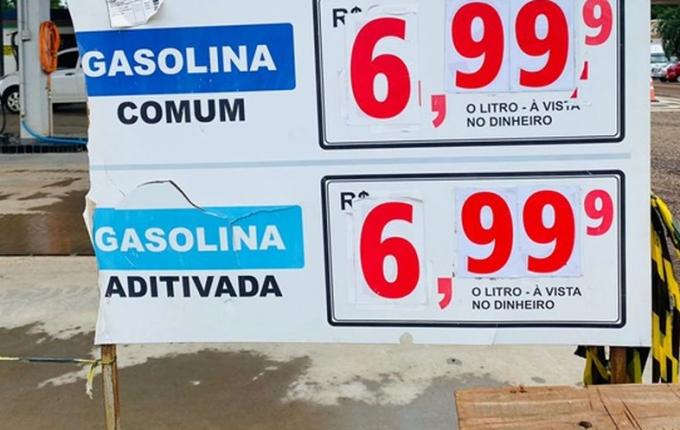 GASOLINA
COMUM
R$ 6,999
O LITRO - À VISTA
NO DINHEIRO
GASOLINA
ADITIVADA
R$ 6,999
O LITRO - À VISTA
NO DINHEIRO